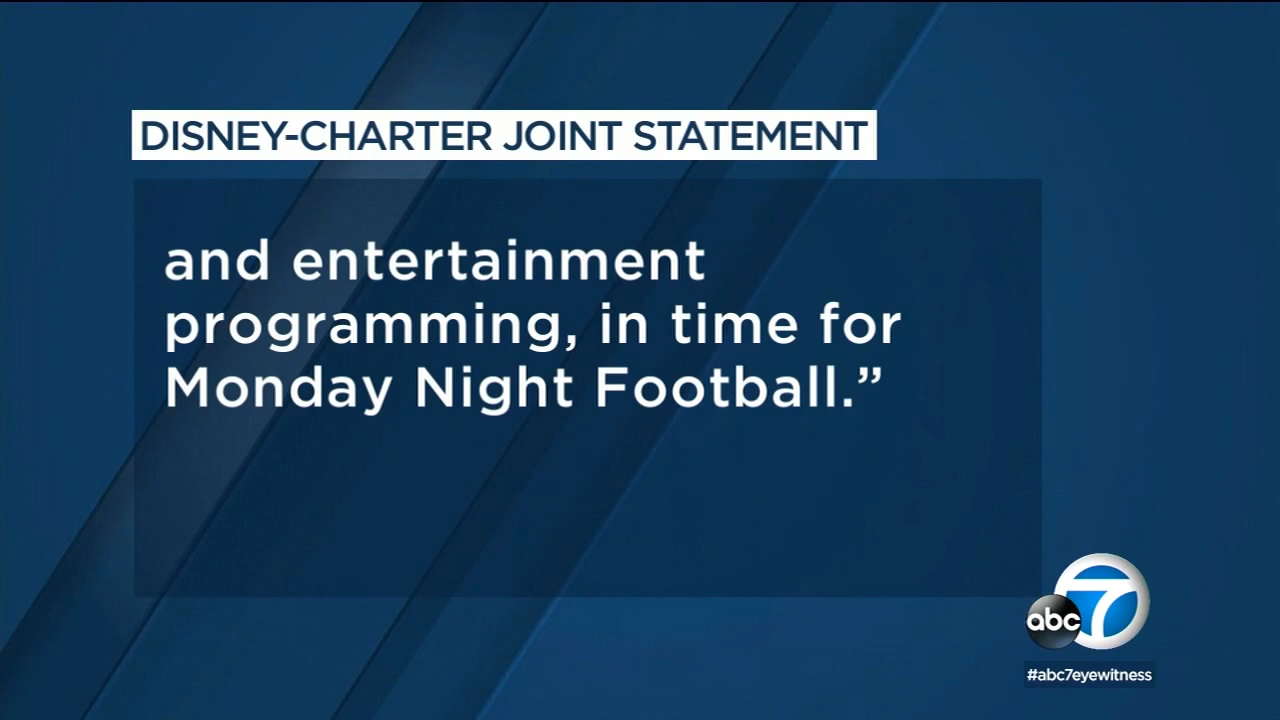 DISNEY-CHARTER JOINT STATEMENT
and entertainment
programming, in time for
Monday Night Football.”
abc 7
#abc7eyewitness